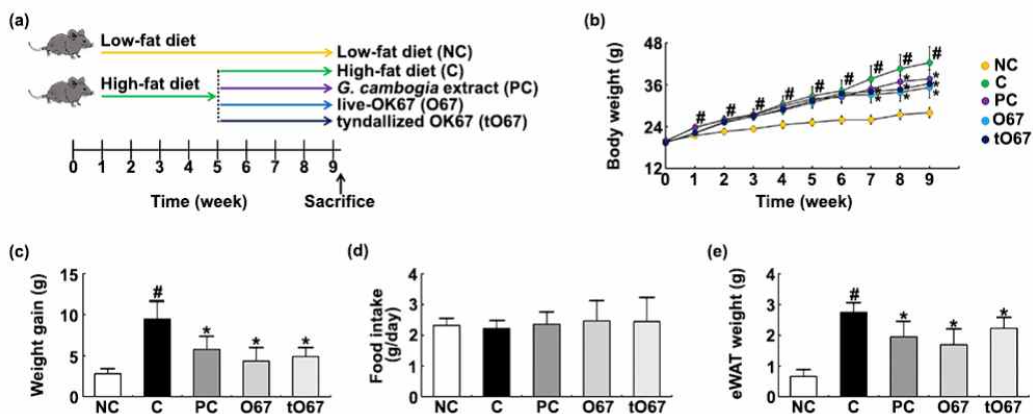 (a)
Low-fat diet
High-fat diet
Low-fat diet (NC)
High-fat diet (C)
G. cambogia extract (PC)
live-OK67 (O67)
tyndallized OK67 (tO67)
0 1 2 3 4 5 6 7 8 9
Time (week)
Sacrifice
(b)
Body weight (g)
48
36
24
12
# # # # # # # # #
* * *
* * *
0 1 2 3 4 5 6 7 8 9
Time (week)
NC
C
PC
O67
tO67
(c)
Weight gain (g)
15
10
5
0
# * * *
NC C PC O67 tO67
(d)
Food intake
(g/day)
4
3
2
1
0
NC C PC O67 tO67
(e)
eWAT weight (g)
4
3
2
1
0
# * * *
NC C PC O67 tO67